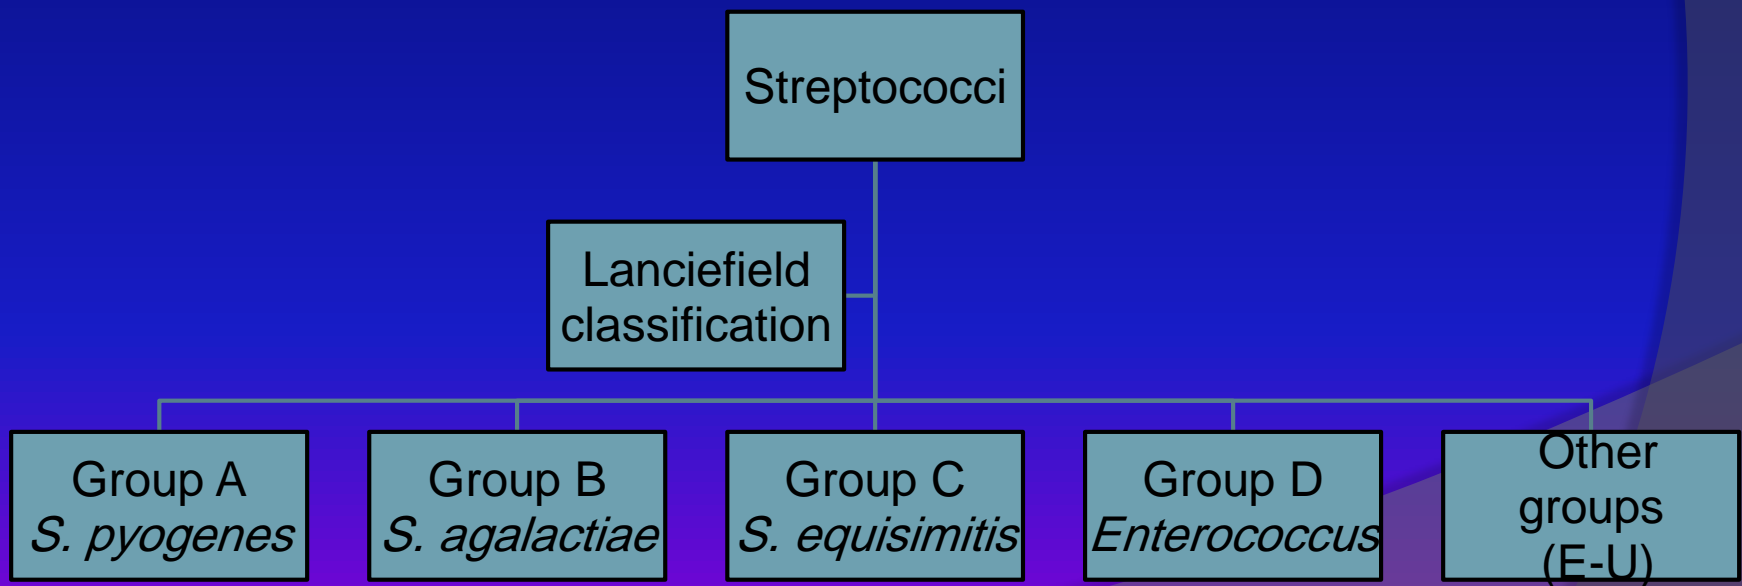 Streptococci
Lanciefield
classification
Group A
S. pyogenes
Group B
S. agalactiae
Group C
S. equisimitis
Group D
Enterococcus
Other
groups
(E-U)